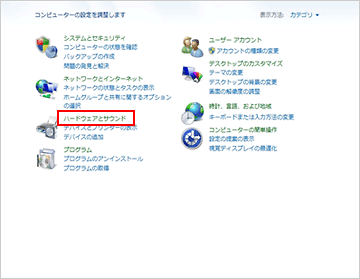 コンピューターの設定を調整します
表示方法: カテゴリ
システムとセキュリティ
コンピューターの状態を確認
バックアップの作成
問題の発見と解決
ネットワークとインターネット
ネットワークの状態とタスクの表示
ホームグループと共有に関するオプション
の選択
ハードウェアとサウンド
デバイスとプリンターの表示
デバイスの追加
プログラム
プログラムのアンインストール
プログラムの取得
ユーザー アカウント
アカウントの種類の変更
デスクトップのカスタマイズ
テーマの変更
デスクトップの背景の変更
画面の解像度の調整
時計、言語、および地域
キーボードまたは入力方法の変更
コンピューターの簡単操作
設定の提案の表示
視覚ディスプレイの最適化